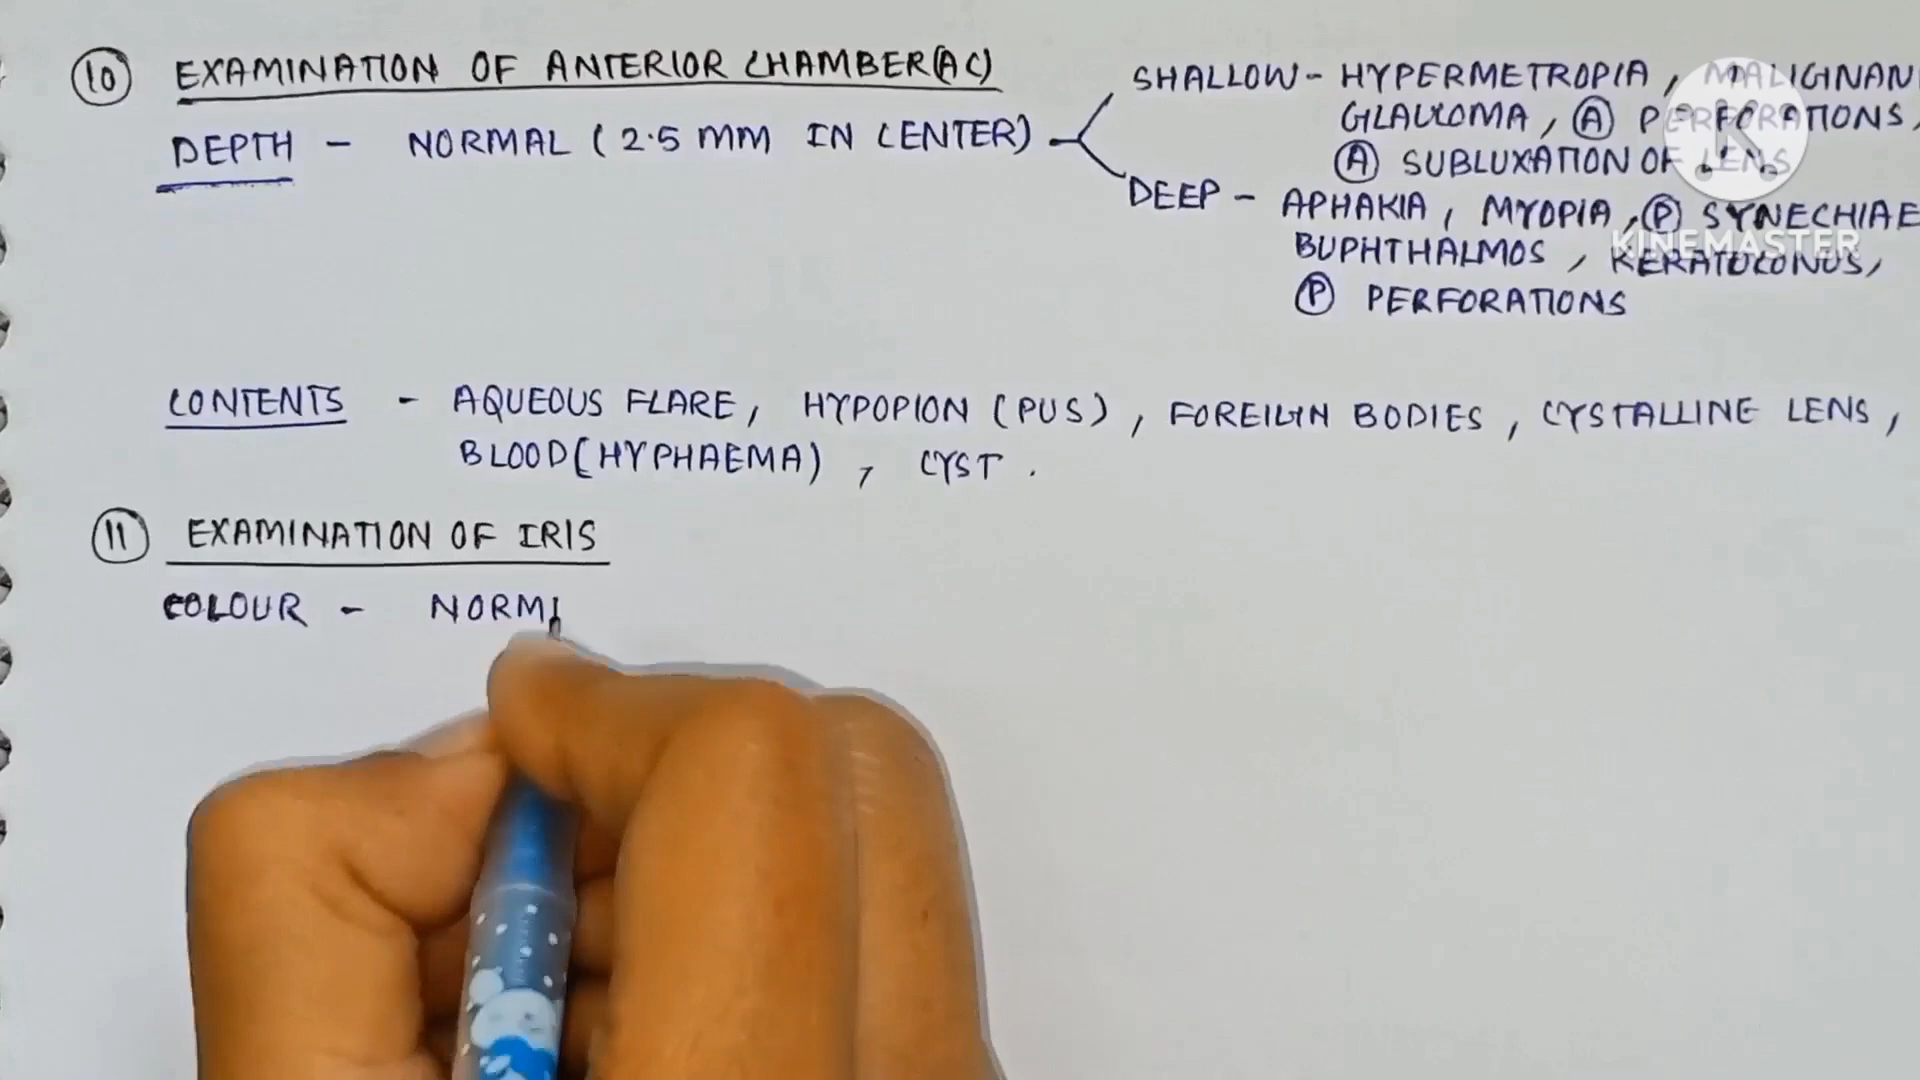 10 EXAMINATION OF ANTERIOR CHAMBER(AC)
DEPTH - NORMAL (2.5 MM IN CENTER)
SHALLOW - HYPERMETROPIA, MALIGNAN
GLAUCOMA, (A) PERFORATIONS,
(A) SUBLUXATION OF LENS
DEEP - APHAKIA, MYOPIA, (P) SYNECHIAE
BUPHTHALMOS, KERATOCONUS,
(P) PERFORATIONS
KINEMASTER
CONTENTS - AQUEOUS FLARE, HYPOPION (PUS), FOREIGN BODIES, CYSTALLINE LENS,
BLOOD(HYPHAEMA), CYST.
11 EXAMINATION OF IRIS
COLOUR - NORM